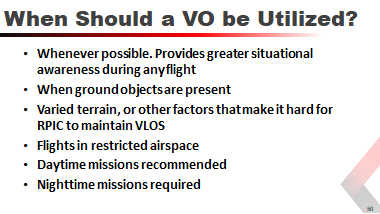 When Should a VO be Utilized?
• Whenever possible. Provides greater situational
awareness during any flight
• When ground objects are present
• Varied terrain, or other factors that make it hard for
RPIC to maintain VLOS
• Flights in restricted airspace
• Daytime missions recommended
• Nighttime missions required
50